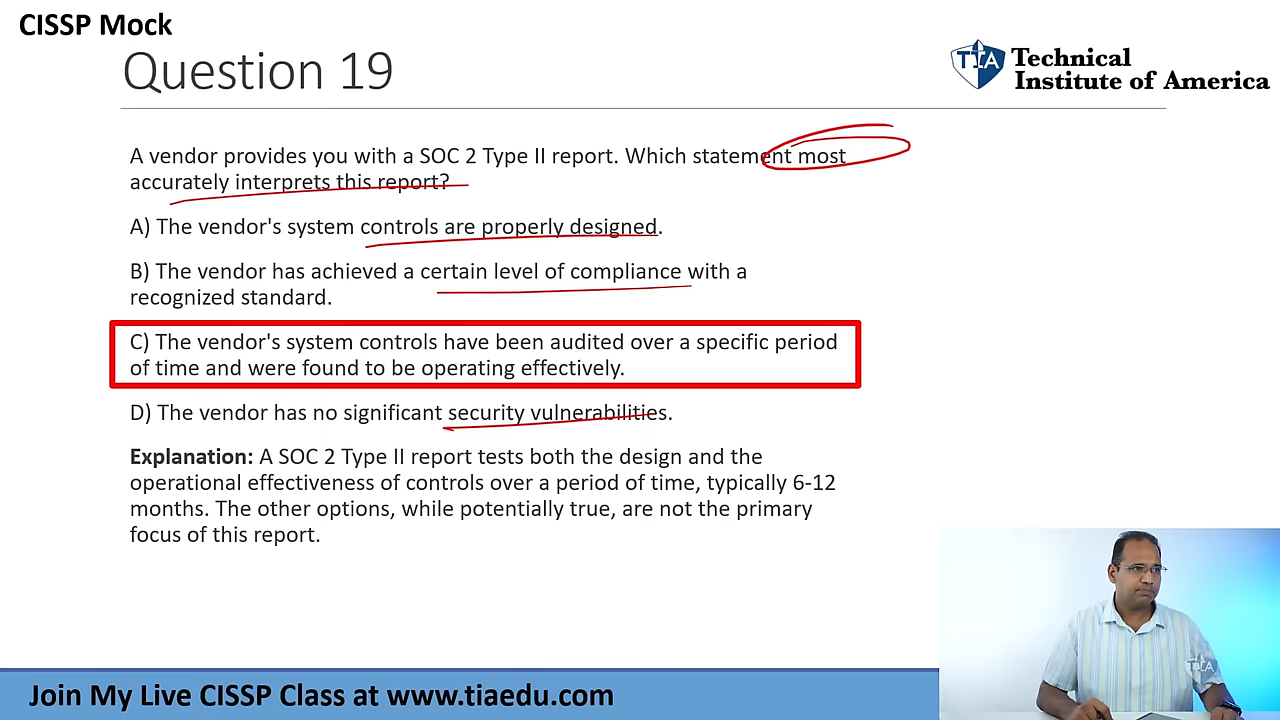 CISSP Mock
Question 19
TIA
Technical
Institute of America
A vendor provides you with a SOC 2 Type II report. Which statement most
accurately interprets this report?
A) The vendor's system controls are properly designed.
B) The vendor has achieved a certain level of compliance with a
recognized standard.
C) The vendor's system controls have been audited over a specific period
of time and were found to be operating effectively.
D) The vendor has no significant security vulnerabilities.
Explanation: A SOC 2 Type II report tests both the design and the
operational effectiveness of controls over a period of time, typically 6-12
months. The other options, while potentially true, are not the primary
focus of this report.
TIA
Join My Live CISSP Class at www.tiaedu.com